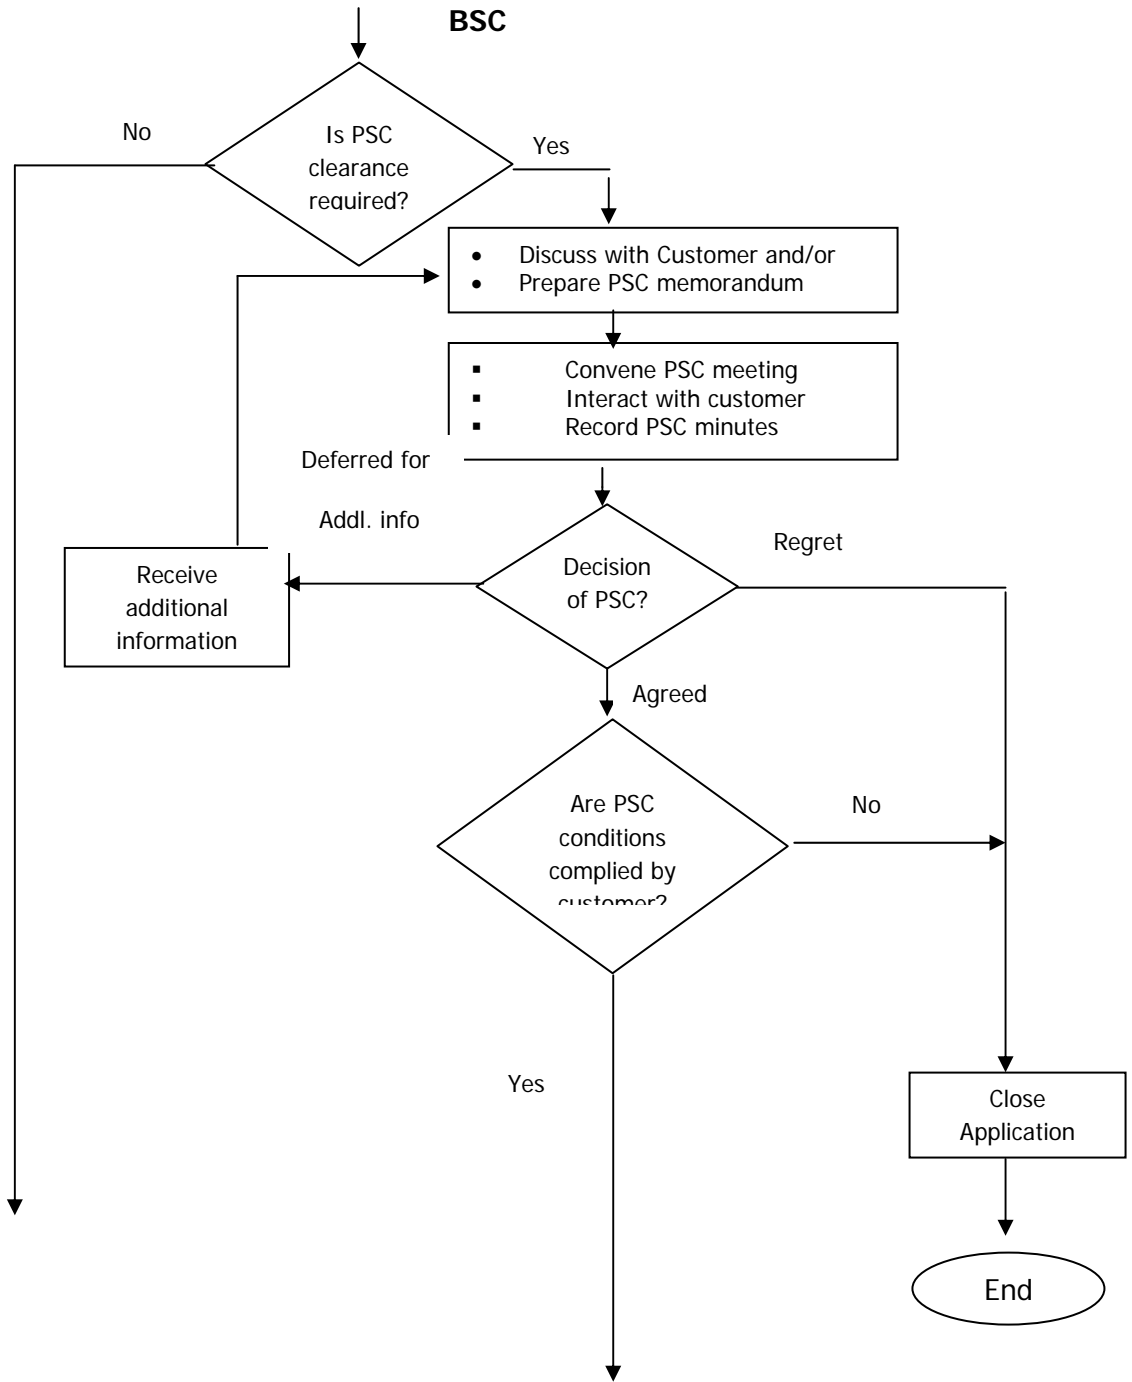 BSC
No
Is PSC
clearance
required?
Yes
• Discuss with Customer and/or
• Prepare PSC memorandum
▪ Convene PSC meeting
▪ Interact with customer
▪ Record PSC minutes
Deferred for
Addl. info
Regret
Receive
additional
information
Decision
of PSC?
Agreed
Are PSC
conditions
complied by
customer?
No
Yes
Close
Application
End